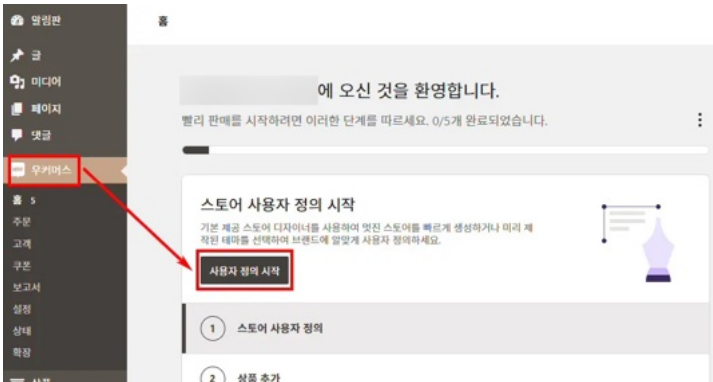 알림판
홈
글
미디어
페이지
댓글
우커머스
홈 5
주문
고객
쿠폰
보고서
설정
상태
확장
에 오신 것을 환영합니다.
빨리 판매를 시작하려면 이러한 단계를 따르세요. 0/5개 완료되었습니다.
스토어 사용자 정의 시작
기본 제공 스토어 디자이너를 사용하여 멋진 스토어를 빠르게 생성하거나 미리 제
작된 테마를 선택하여 브랜드에 알맞게 사용자 정의하세요.
사용자 정의 시작
1 스토어 사용자 정의
2 상품 추가